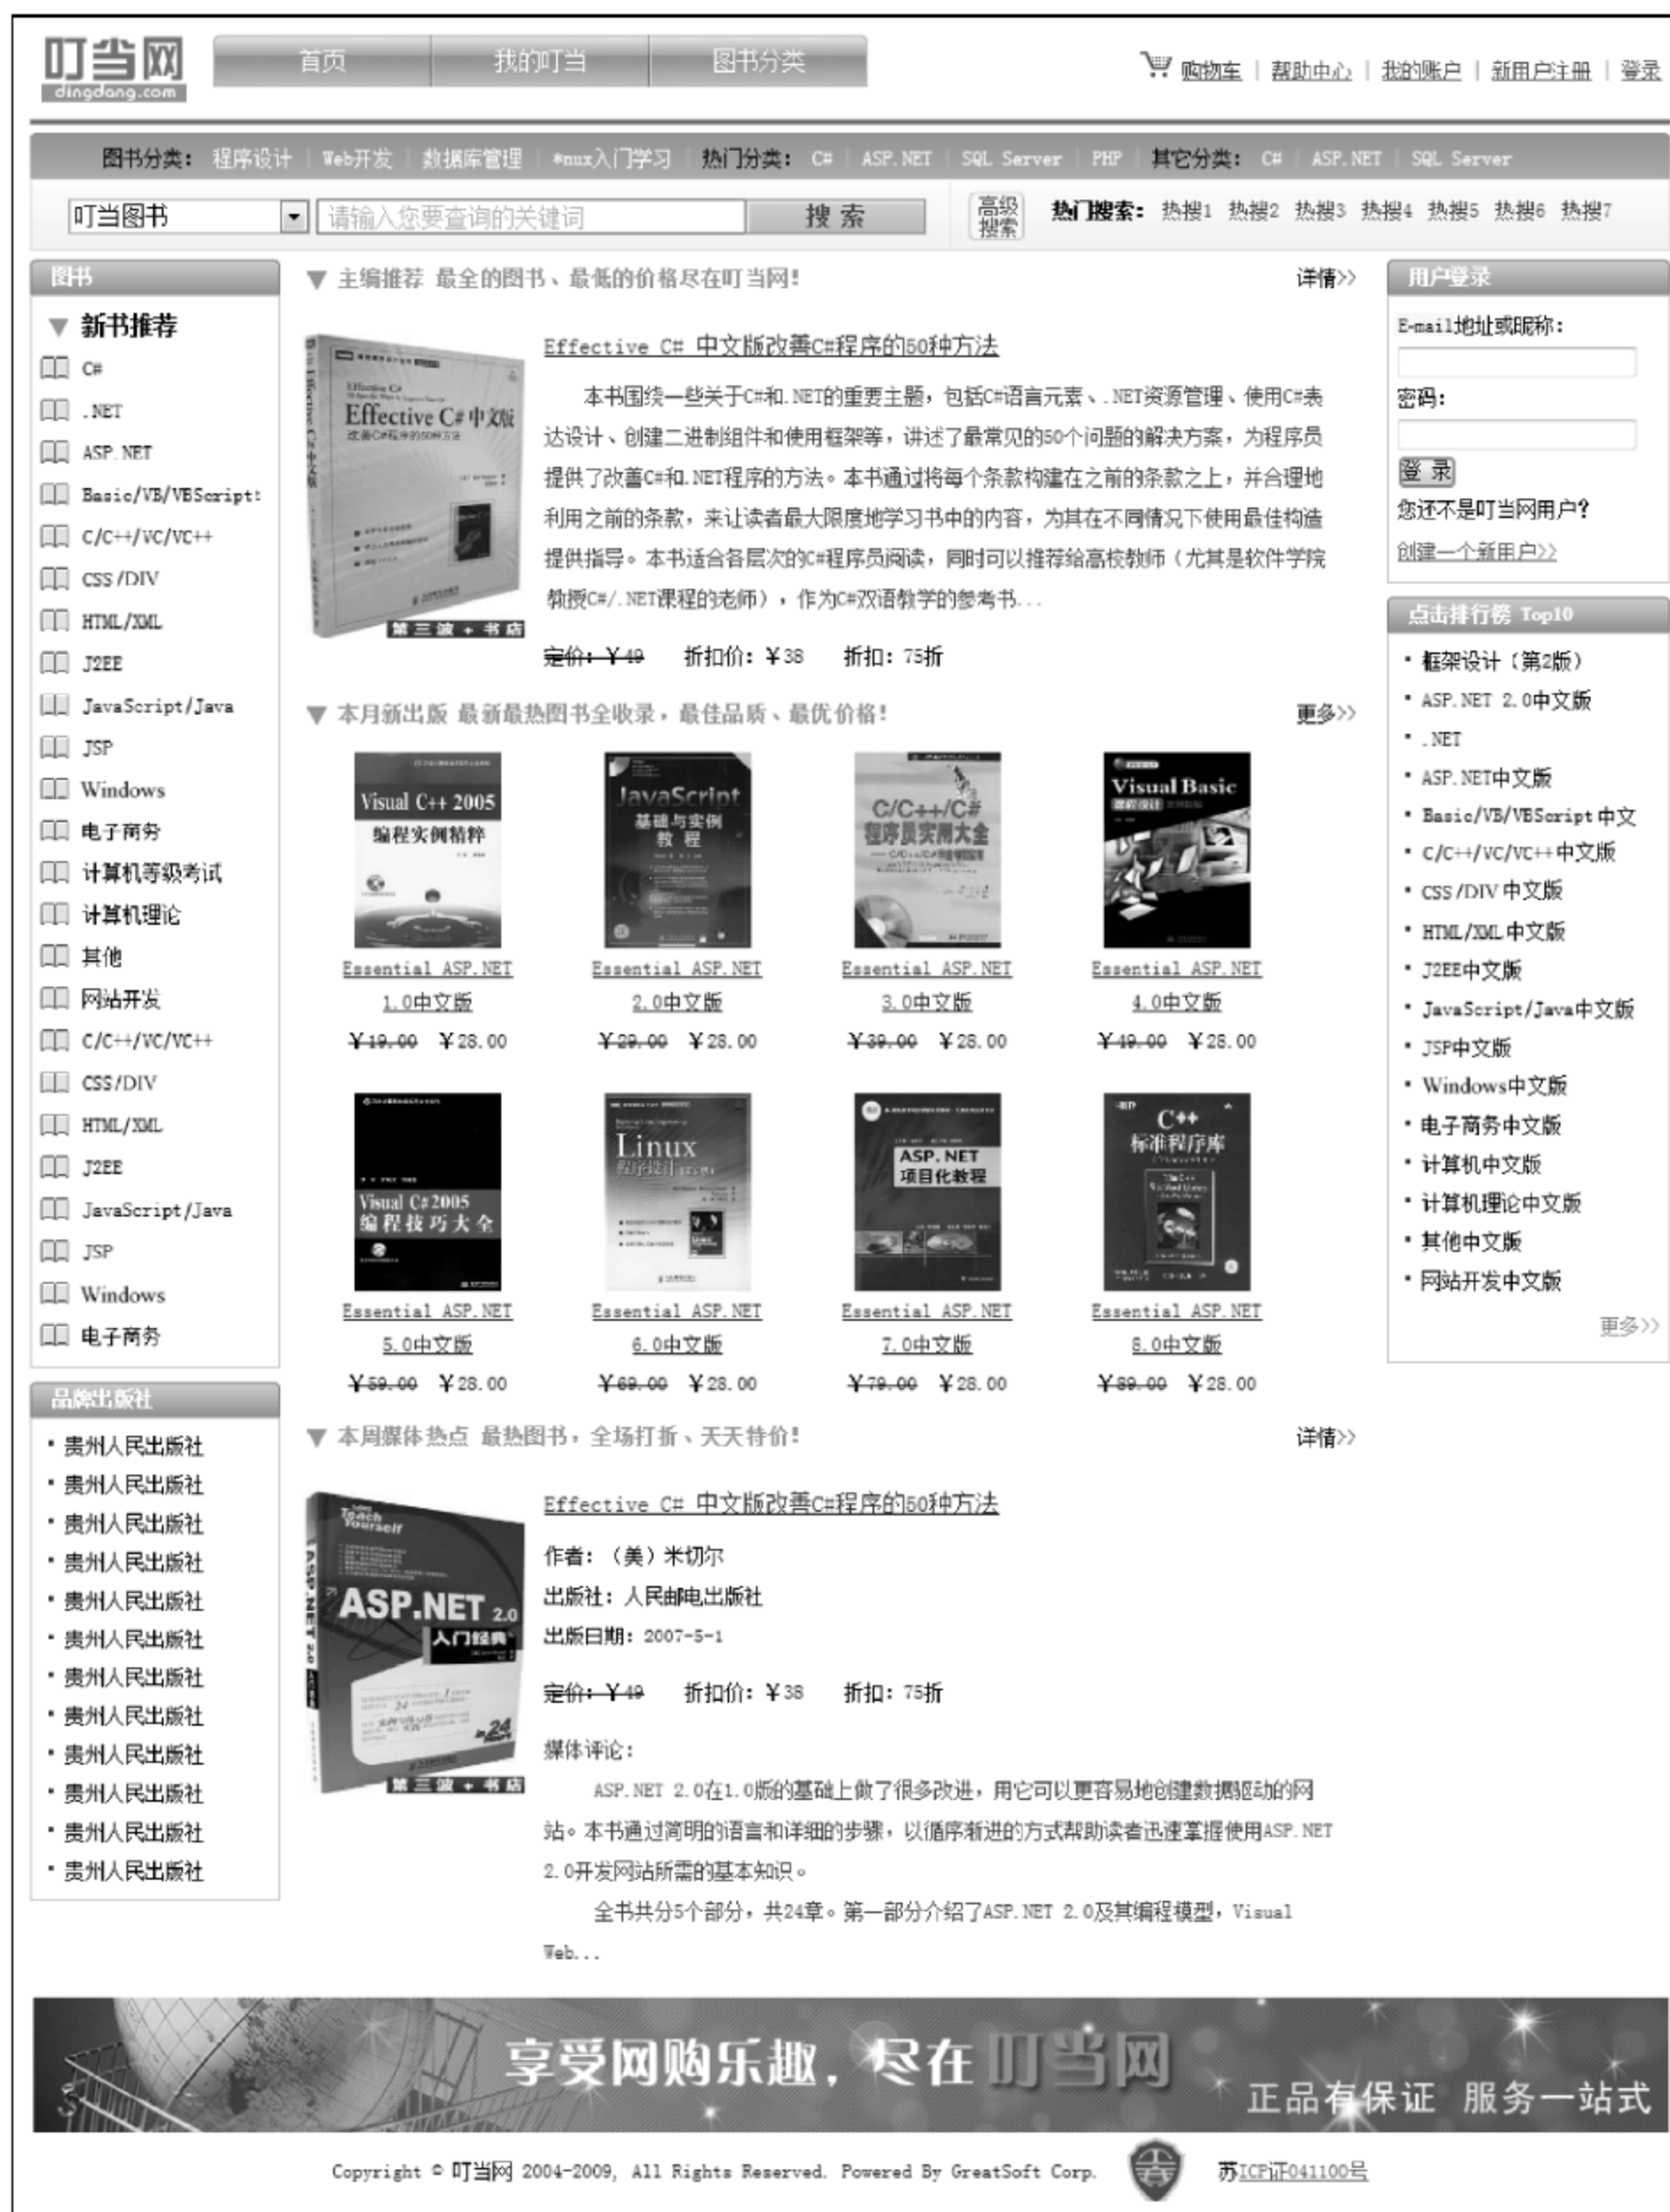 叮当网
dingdang.com
首页 我的叮当 图书分类
购物车 | 帮助中心 | 我的账户 | 新用户注册 | 登录
图书分类： 程序设计 | Web开发 | 数据库管理 | *nux入门学习 | 热门分类： C# | ASP.NET | SQL Server | PHP | 其它分类： C# | ASP.NET | SQL Server
叮当图书 请输入您要查询的关键词 搜 索
高级
搜索
热门搜索： 热搜1 热搜2 热搜3 热搜4 热搜5 热搜6 热搜7
图书
新书推荐
C#
.NET
ASP.NET
Basic/VB/VBScript
C/C++/VC/VC++
CSS/DIV
HTML/XML
J2EE
JavaScript/Java
JSP
Windows
电子商务
计算机等级考试
计算机理论
其他
网站开发
C/C++/VC/VC++
CSS/DIV
HTML/XML
J2EE
JavaScript/Java
JSP
Windows
电子商务
品牌出版社
贵州人民出版社
贵州人民出版社
贵州人民出版社
贵州人民出版社
贵州人民出版社
贵州人民出版社
贵州人民出版社
贵州人民出版社
贵州人民出版社
贵州人民出版社
贵州人民出版社
贵州人民出版社
主编推荐 最全的图书、最低的价格尽在叮当网! 详情>>
Effective C# 中文版
改善C#程序的50种方法
第三波+书店
Effective C# 中文版改善C#程序的50种方法
本书围绕一些关于C#和.NET的重要主题，包括C#语言元素、.NET资源管理、使用C#表
达设计、创建二进制组件和使用框架等，讲述了最常见的50个问题的解决方案，为程序员
提供了改善C#和.NET程序的方法。本书通过将每个条款构建在之前的条款之上，并合理地
利用之前的条款，来让读者最大限度地学习书中的内容，为其在不同情况下使用最佳构造
提供指导。本书适合各层次的C#程序员阅读，同时可以推荐给高校教师（尤其是软件学院
教授C#/.NET课程的老师），作为C#双语教学的参考书...
定价：￥49 折扣价：￥38 折扣：75折
本月新出版 最新最热图书全收录，最佳品质、最优价格! 更多>>
Visual C++ 2005
编程实例精粹
JavaScript
基础与实例
教程
C/C++/C#
程序员实用大全
Visual Basic
课程设计
Essential ASP.NET
1.0中文版
￥19.00 ￥28.00
Essential ASP.NET
2.0中文版
￥29.00 ￥28.00
Essential ASP.NET
3.0中文版
￥39.00 ￥28.00
Essential ASP.NET
4.0中文版
￥49.00 ￥28.00
Visual C# 2005
编程技巧大全
Linux
程序设计
ASP.NET
项目化教程
C++
标准程序库
Essential ASP.NET
5.0中文版
￥59.00 ￥28.00
Essential ASP.NET
6.0中文版
￥69.00 ￥28.00
Essential ASP.NET
7.0中文版
￥79.00 ￥28.00
Essential ASP.NET
8.0中文版
￥89.00 ￥28.00
本周媒体热点 最热图书，全场打折、天天特价! 详情>>
Teach
Yourself
ASP.NET 2.0
入门经典
in 24
Hours
第三波+书店
Effective C# 中文版改善C#程序的50种方法
作者：（美）米切尔
出版社：人民邮电出版社
出版日期：2007-5-1
定价：￥49 折扣价：￥38 折扣：75折
媒体评论：
ASP.NET 2.0在1.0版的基础上做了很多改进，用它可以更容易地创建数据驱动的网
站。本书通过简明的语言和详细的步骤，以循序渐进的方式帮助读者迅速掌握使用ASP.NET
2.0开发网站所需的基本知识。
全书共分5个部分，共24章。第一部分介绍了ASP.NET 2.0及其编程模型，Visual
Web...
用户登录
E-mail地址或昵称：
密码：
登 录
您还不是叮当网用户?
创建一个新用户>>
点击排行榜 Top10
框架设计（第2版）
ASP.NET 2.0中文版
.NET
ASP.NET中文版
Basic/VB/VBScript中文
C/C++/VC/VC++中文版
CSS/DIV中文版
HTML/XML中文版
J2EE中文版
JavaScript/Java中文版
JSP中文版
Windows中文版
电子商务中文版
计算机中文版
计算机理论中文版
其他中文版
网站开发中文版
更多>>
享受网购乐趣，尽在叮当网
正品有保证 服务一站式
Copyright © 叮当网 2004-2009, All Rights Reserved. Powered By GreatSoft Corp. 苏ICP证041100号